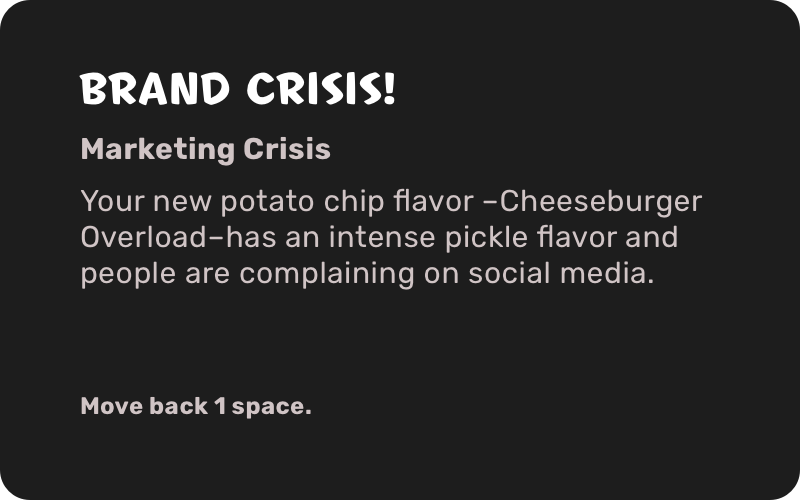 BRAND CRISIS!
Marketing Crisis
Your new potato chip flavor –Cheeseburger
Overload–has an intense pickle flavor and
people are complaining on social media.
Move back 1 space.